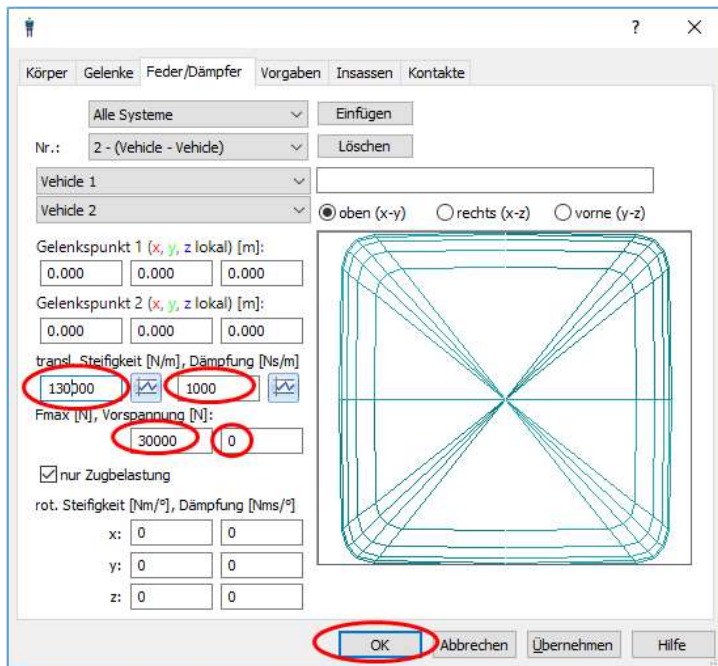 ?
Körper Gelenke Feder/Dämpfer Vorgaben Insassen Kontakte
Alle Systeme Einfügen
Nr.: 2 - (Vehicle - Vehicle) Löschen
Vehicle 1
Vehicle 2 oben (x-y) rechts (x-z) vorne (y-z)
Gelenkspunkt 1 (x, y, z lokal) [m]:
0.000 0.000 0.000
Gelenkspunkt 2 (x, y, z lokal) [m]:
0.000 0.000 0.000
transl. Steifigkeit [N/m], Dämpfung [Ns/m]
130000 1000
Fmax [N], Vorspannung [N]:
30000 0
nur Zugbelastung
rot. Steifigkeit [Nm/°], Dämpfung [Nms/°]
x: 0 0
y: 0 0
z: 0 0
OK Abbrechen Übernehmen Hilfe